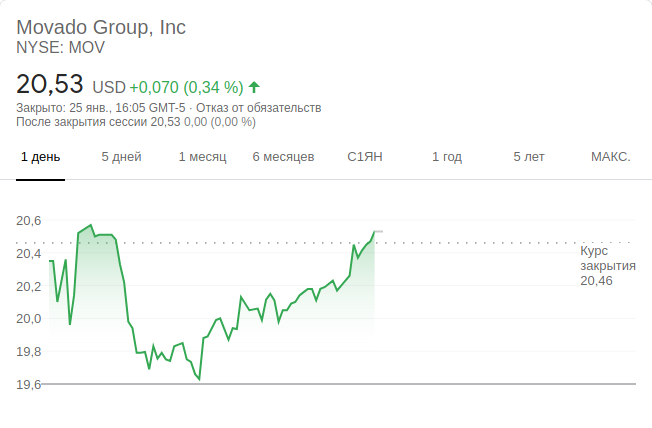 Movado Group, Inc
NYSE: MOV
20,53 USD +0,070 (0,34 %)
Закрыто: 25 янв., 16:05 GMT-5 · Отказ от обязательств
После закрытия сессии 20,53 0,00 (0,00 %)
1 день 5 дней 1 месяц 6 месяцев С1ЯН 1 год 5 лет МАКС.
20,6
20,4
20,2
20,0
19,8
19,6
Курс
закрытия
20,46